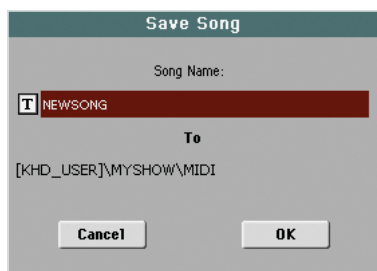 Save Song
Song Name:
T NEWSONG
To
[KHD_USER]\MYSHOW\MIDI
Cancel OK